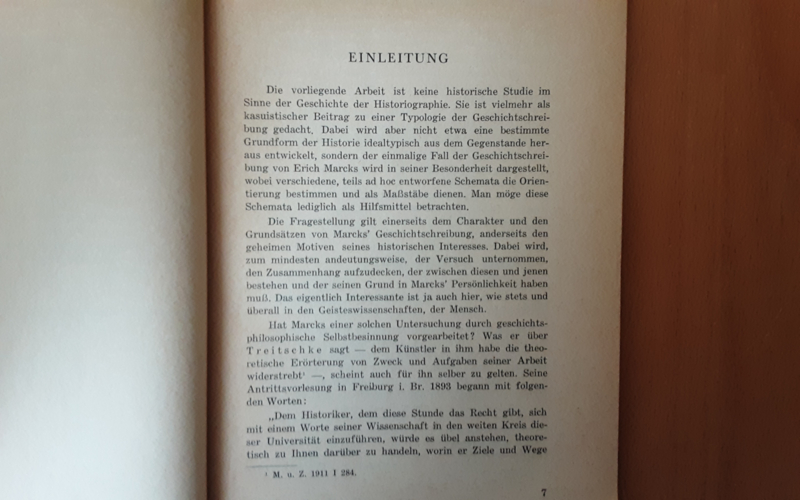 EINLEITUNG
Die vorliegende Arbeit ist keine historische Studie im
Sinne der Geschichte der Historiographie. Sie ist vielmehr als
kasuistischer Beitrag zu einer Typologie der Geschichtschrei-
bung gedacht. Dabei wird aber nicht etwa eine bestimmte
Grundform der Historie idealtypisch aus dem Gegenstande her-
aus entwickelt, sondern der einmalige Fall der Geschichtschrei-
bung von Erich Marcks wird in seiner Besonderheit dargestellt,
wobei verschiedene, teils ad hoc entworfene Schemata die Orien-
tierung bestimmen und als Maßstäbe dienen. Man möge diese
Schemata lediglich als Hilfsmittel betrachten.
Die Fragestellung gilt einerseits dem Charakter und den
Grundsätzen von Marcks' Geschichtschreibung, anderseits den
geheimen Motiven seines historischen Interesses. Dabei wird,
zum mindesten andeutungsweise, der Versuch unternommen,
den Zusammenhang aufzudecken, der zwischen diesen und jenen
bestehen und der seinen Grund in Marcks' Persönlichkeit haben
muß. Das eigentlich Interessante ist ja auch hier, wie stets und
überall in den Geisteswissenschaften, der Mensch.
Hat Marcks einer solchen Untersuchung durch geschichts-
philosophische Selbstbesinnung vorgearbeitet? Was er über
Treitschke sagt — dem Künstler in ihm habe die theo-
retische Erörterung von Zweck und Aufgaben seiner Arbeit
widerstrebt¹ —, scheint auch für ihn selber zu gelten. Seine
Antrittsvorlesung in Freiburg i. Br. 1893 begann mit folgen-
den Worten:
„Dem Historiker, dem diese Stunde das Recht gibt, sich
mit einem Worte seiner Wissenschaft in den weiten Kreis die-
ser Universität einzuführen, würde es übel anstehen, theore-
tisch zu Ihnen darüber zu handeln, worin er Ziele und Wege
¹ M. u. Z. 1911 I 284.
7